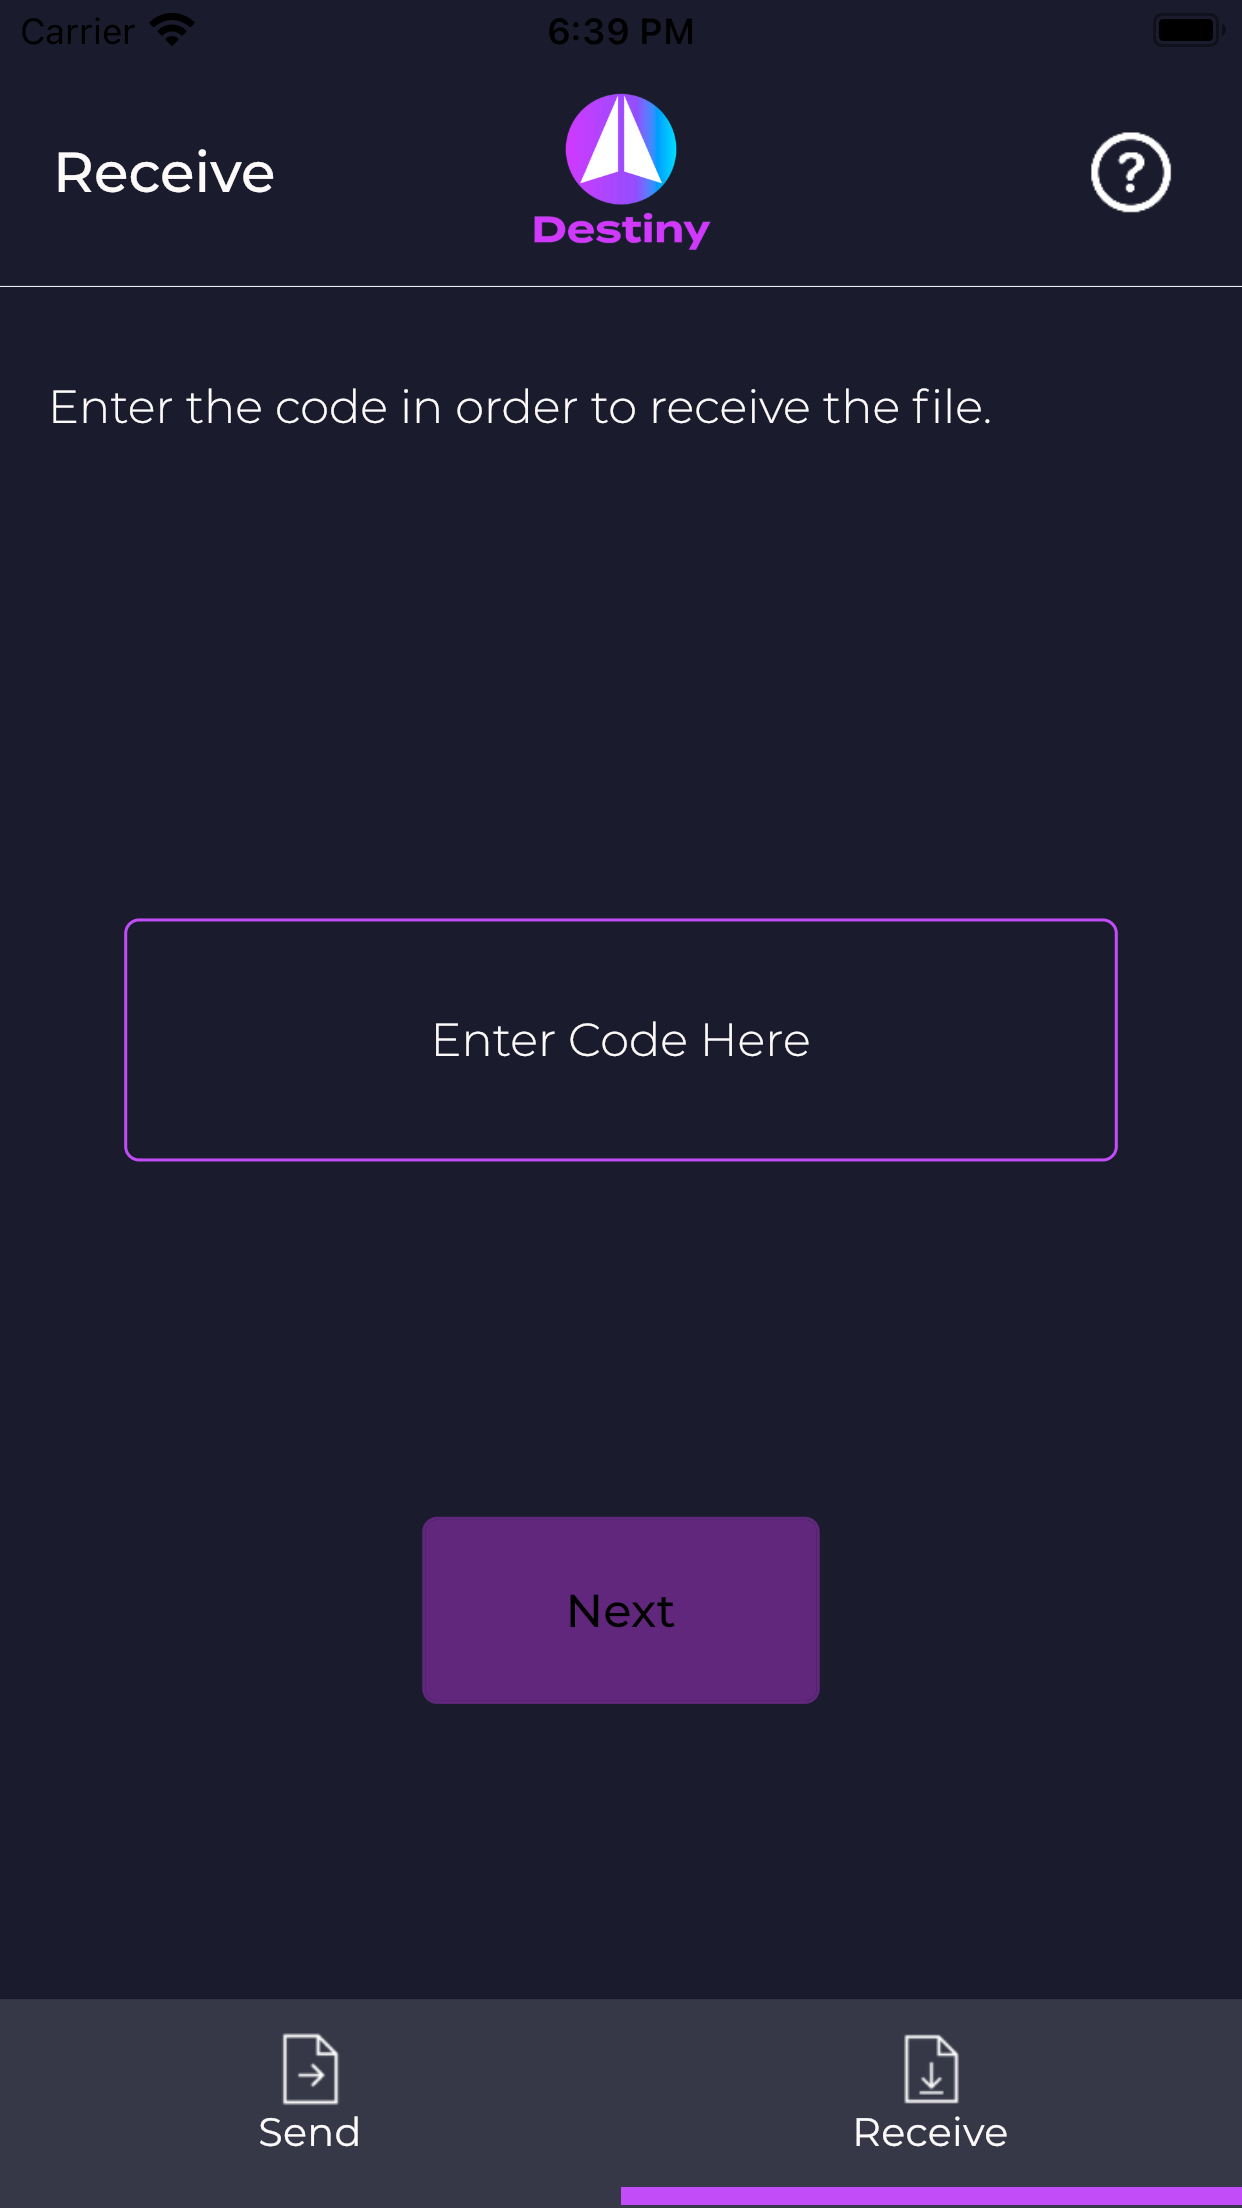 Carrier 6:39 PM
Receive
Destiny
?
Enter the code in order to receive the file.
Enter Code Here
Next
Send
Receive